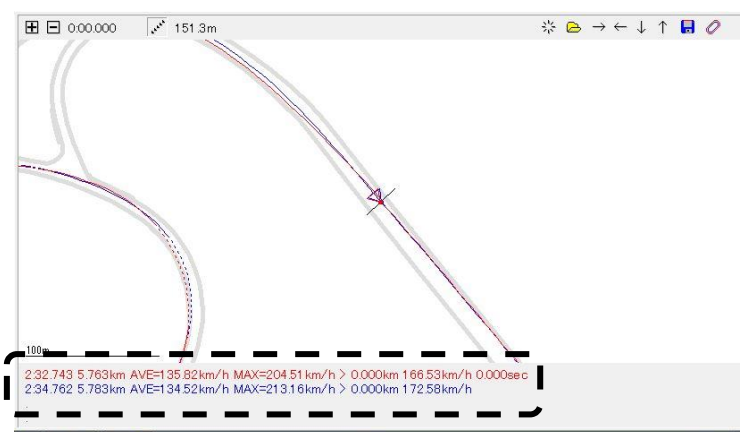 0:00.000 151.3m
100m
2:32.743 5.763km AVE=135.82km/h MAX=204.51km/h > 0.000km 166.53km/h 0.000sec
2:34.762 5.783km AVE=134.52km/h MAX=213.16km/h > 0.000km 172.58km/h